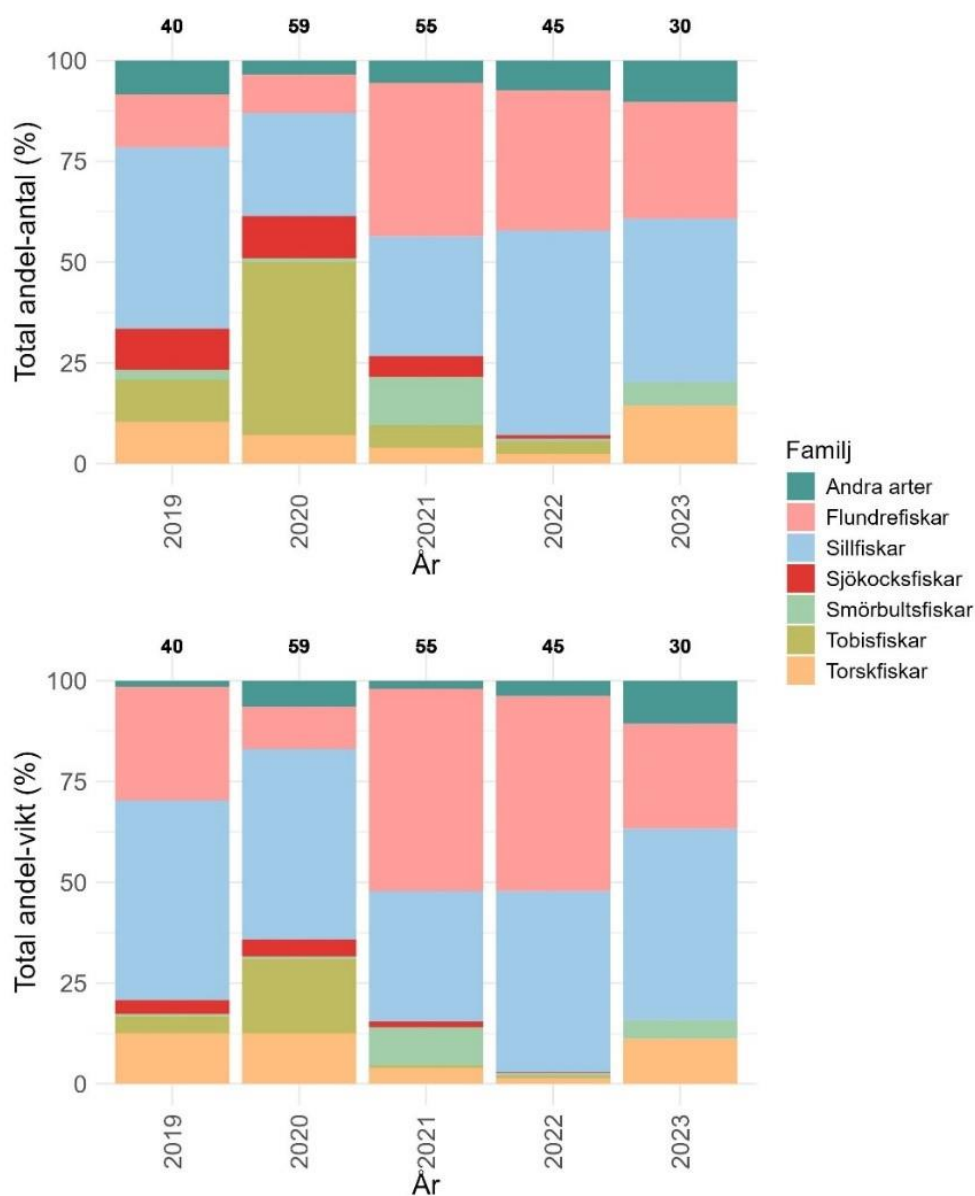 40 59 55 45 30
Total andel-antal (%)
100
75
50
25
0
2019 2020 2021 2022 2023
År
Familj
Andra arter
Flundrefiskar
Sillfiskar
Sjökocksfiskar
Smörbultsfiskar
Tobisfiskar
Torskfiskar
40 59 55 45 30
Total andel-vikt (%)
100
75
50
25
0
2019 2020 2021 2022 2023
År